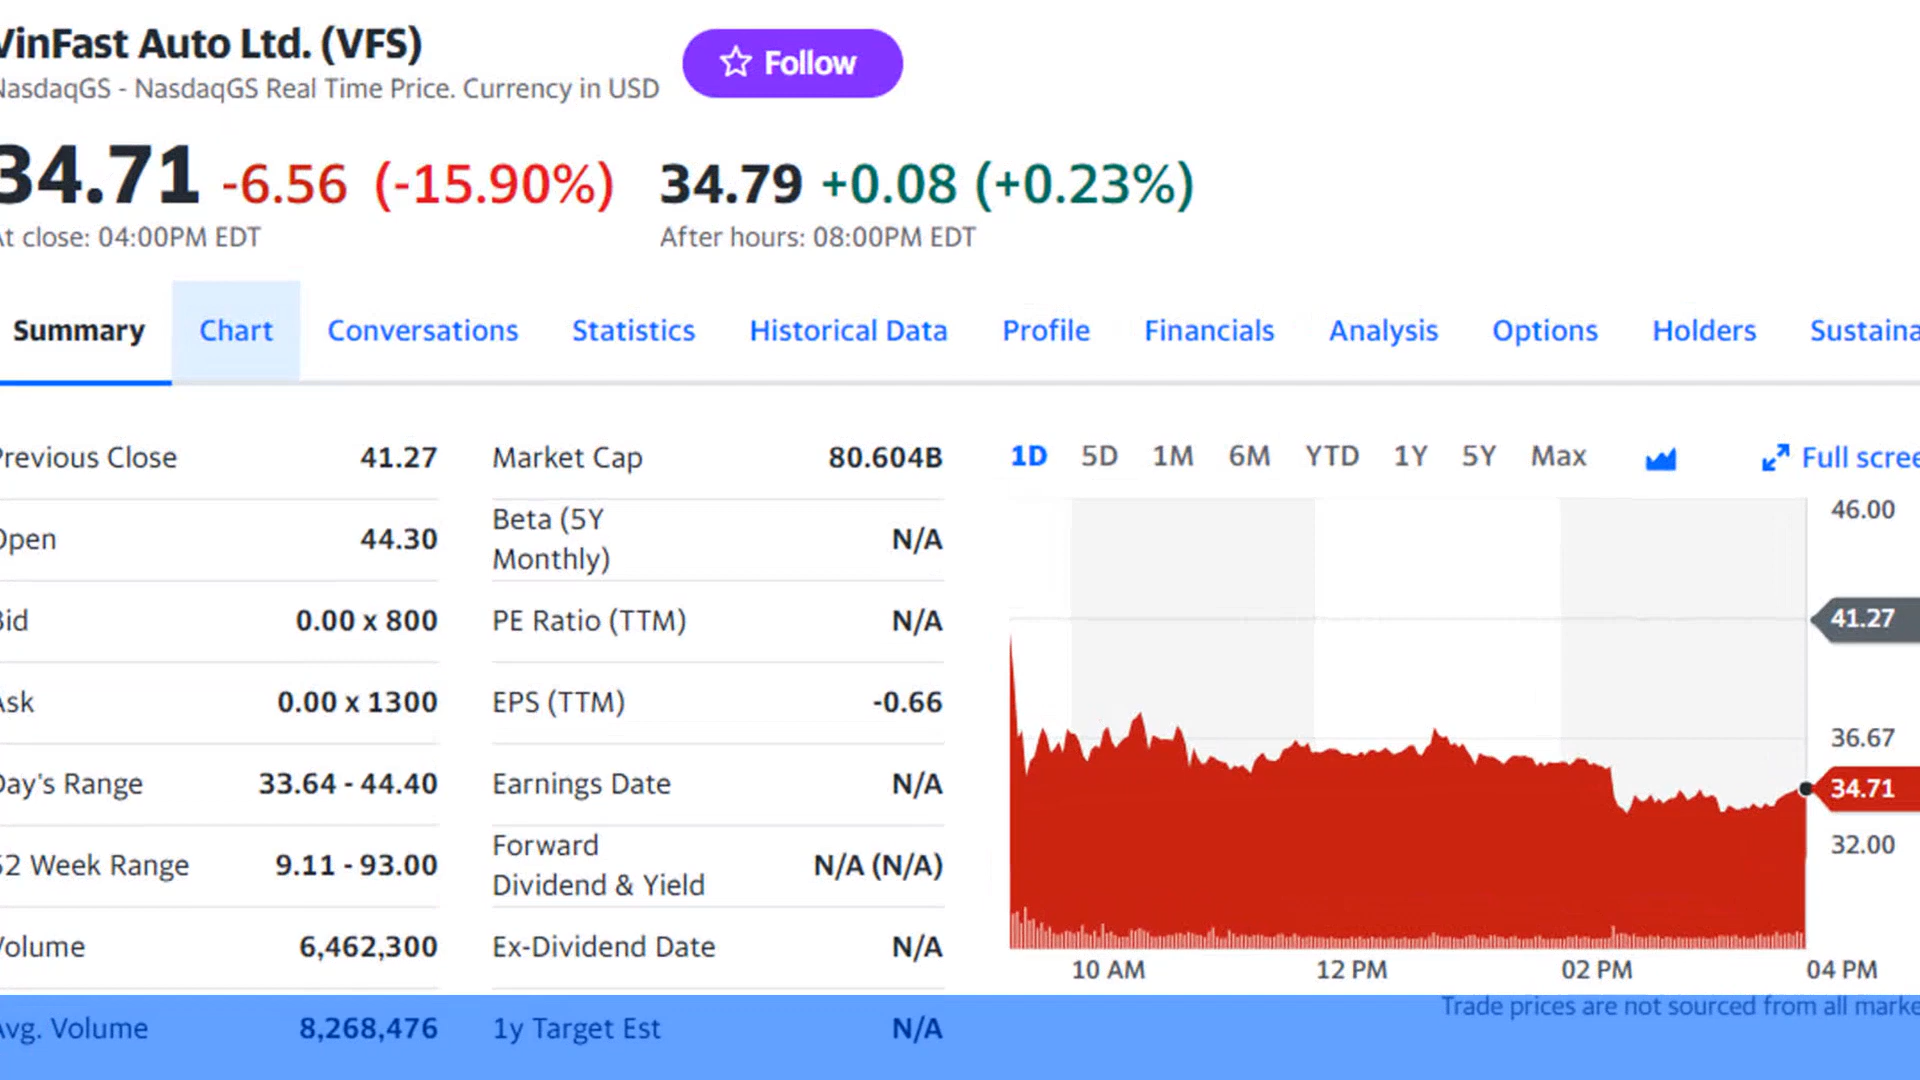 VinFast Auto Ltd. (VFS)
Follow
NasdaqGS - NasdaqGS Real Time Price. Currency in USD
34.71 -6.56 (-15.90%) 34.79 +0.08 (+0.23%)
At close: 04:00PM EDT After hours: 08:00PM EDT
Summary Chart Conversations Statistics Historical Data Profile Financials Analysis Options Holders Sustaina
Previous Close 41.27
Open 44.30
Bid 0.00 x 800
Ask 0.00 x 1300
Day's Range 33.64 - 44.40
52 Week Range 9.11 - 93.00
Volume 6,462,300
Avg. Volume 8,268,476
Market Cap 80.604B
Beta (5Y
Monthly) N/A
PE Ratio (TTM) N/A
EPS (TTM) -0.66
Earnings Date N/A
Forward
Dividend & Yield N/A (N/A)
Ex-Dividend Date N/A
1y Target Est N/A
1D 5D 1M 6M YTD 1Y 5Y Max Full scree
46.00
41.27
36.67
34.71
32.00
10 AM 12 PM 02 PM 04 PM
Trade prices are not sourced from all marke